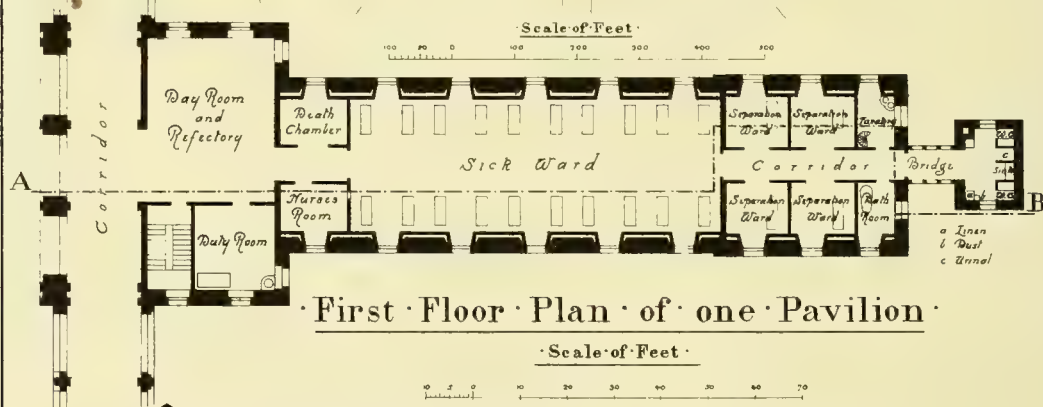 · Scale · of · Feet ·
100 50 0 100 200 300 400 500
Day Room
and
Refectory
Death
Chamber
Separation
Ward
Separation
Ward
Lavatory
Corridor
Sick Ward
Corridor
Bridge
W.C.
c
Sink
W.C.
a b
A
B
Nurses
Room
Duty Room
Separation
Ward
Separation
Ward
Bath
Room
a Linen
b Dust
c Urinal
· First · Floor · Plan · of · one · Pavilion ·
· Scale · of · Feet ·
10 5 0 10 20 30 40 50 60 70